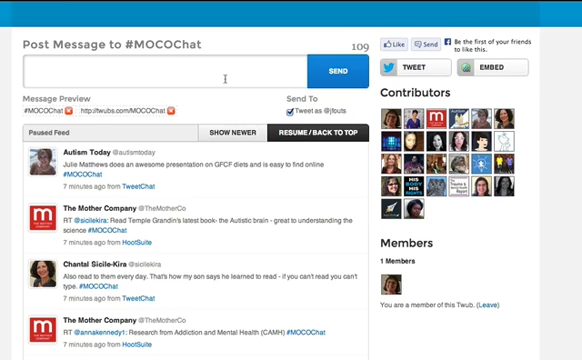 Post Message to #MOCOChat
109
SEND
Message Preview
#MOCOChat
http://twubs.com/MOCOChat
Send To
Tweet as @jfouts
Paused Feed
SHOW NEWER
RESUME / BACK TO TOP
Autism Today @autismtoday
Julie Matthews does an awesome presentation on GFCF diets and is easy to find online
#MOCOChat
7 minutes ago from TweetChat
m
The Mother Company @TheMotherCo
RT @sicilekira: Read Temple Grandin's latest book- the Autistic brain - great to understanding the
science #MOCOChat
7 minutes ago from HootSuite
Chantal Sicile-Kira @sicilekira
Also read to them every day. That's how my son says he learned to read - if you can't read you can't
type. #MOCOChat
7 minutes ago from TweetChat
m
The Mother Company @TheMotherCo
RT @annakennedy1: Research from Addiction and Mental Health (CAMH) #MOCOChat
7 minutes ago from HootSuite
Like
Send
Be the first of your friends
to like this.
TWEET
EMBED
Contributors
m
HIS BODY
HIS
RIGHTS
Members
1 Members
You are a member of this Twub. (Leave)